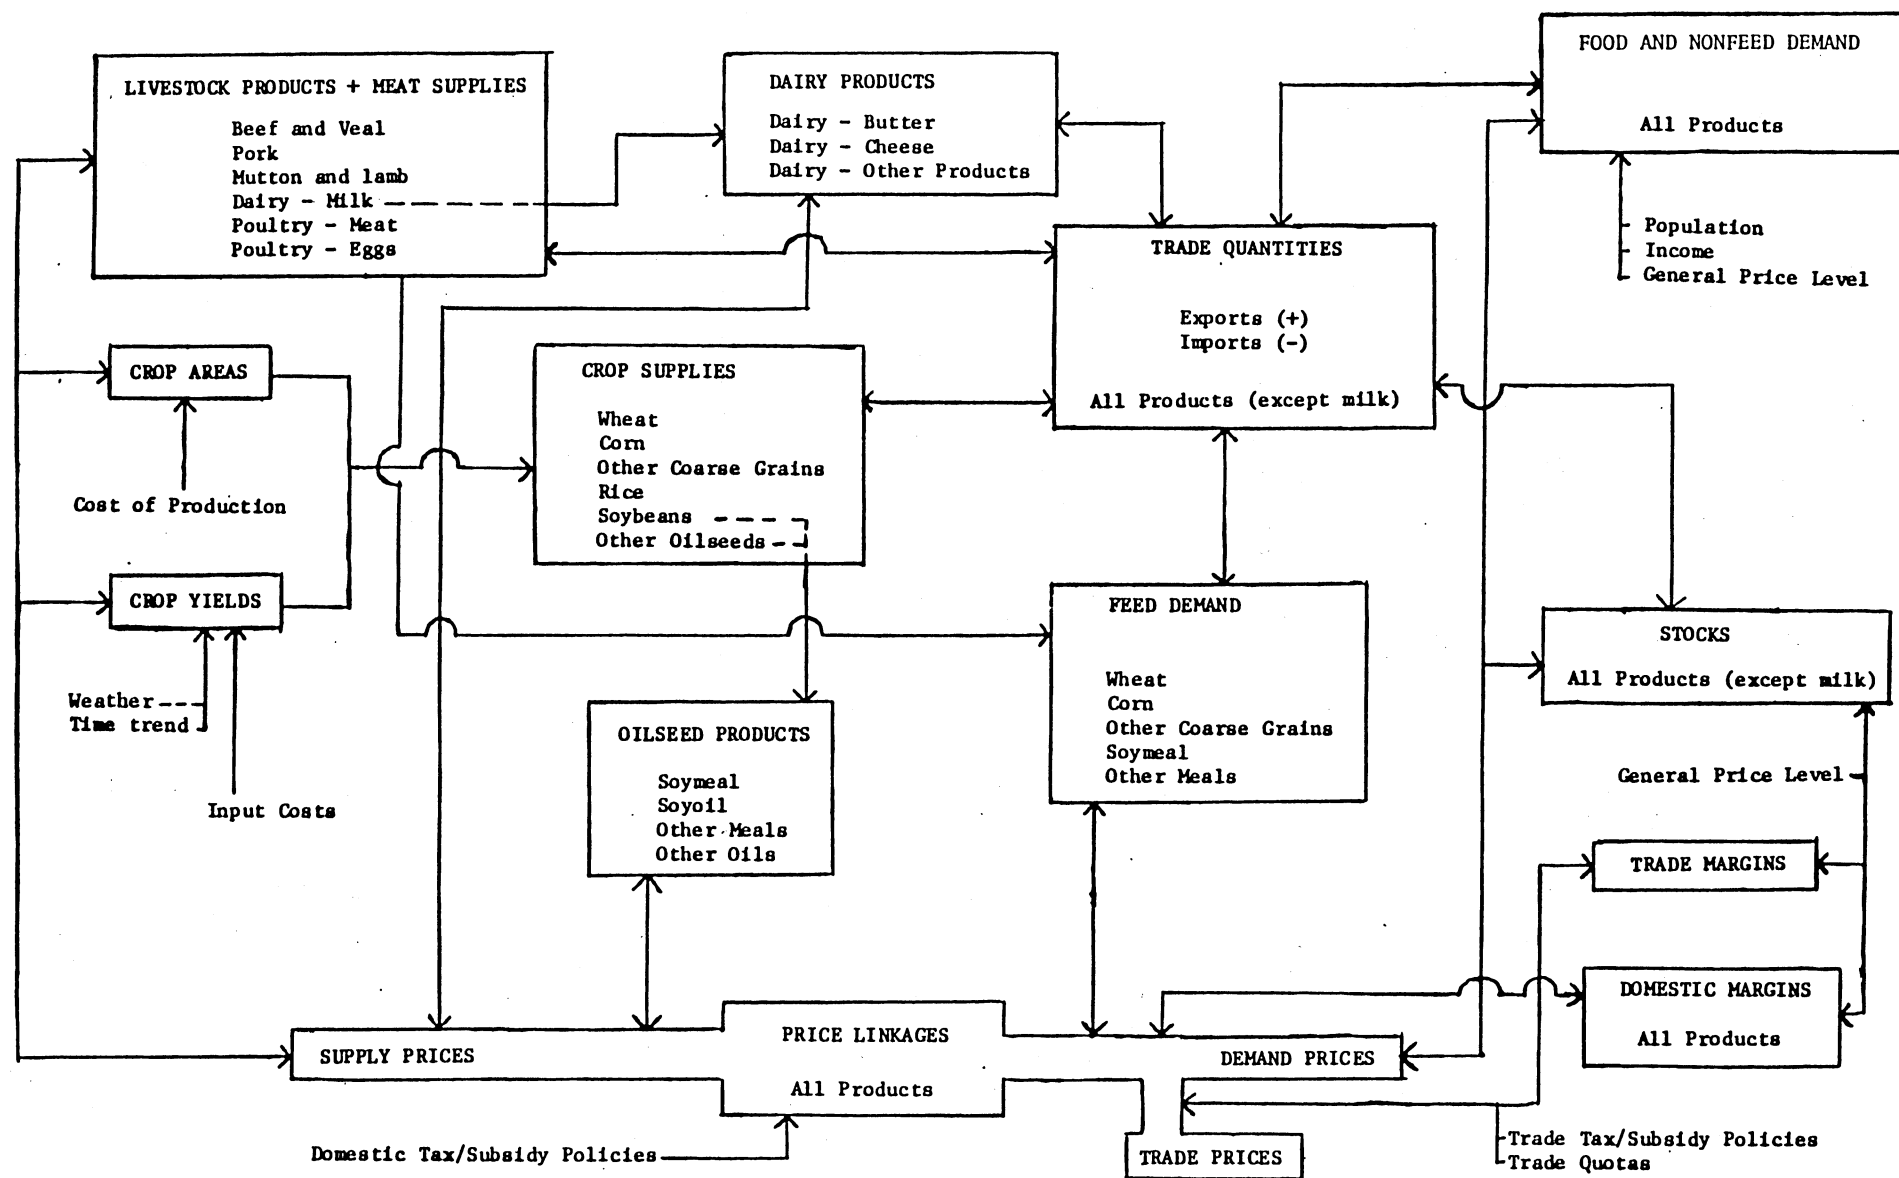 LIVESTOCK PRODUCTS + MEAT SUPPLIES
Beef and Veal
Pork
Mutton and lamb
Dairy - Milk
Poultry - Meat
Poultry - Eggs
DAIRY PRODUCTS
Dairy - Butter
Dairy - Cheese
Dairy - Other Products
FOOD AND NONFEED DEMAND
All Products
Population
Income
General Price Level
TRADE QUANTITIES
Exports (+)
Imports (-)
All Products (except milk)
CROP AREAS
Cost of Production
CROP SUPPLIES
Wheat
Corn
Other Coarse Grains
Rice
Soybeans
Other Oilseeds
CROP YIELDS
Weather
Time trend
Input Costs
FEED DEMAND
Wheat
Corn
Other Coarse Grains
Soymeal
Other Meals
STOCKS
All Products (except milk)
General Price Level
OILSEED PRODUCTS
Soymeal
Soyoil
Other Meals
Other Oils
TRADE MARGINS
DOMESTIC MARGINS
All Products
SUPPLY PRICES
PRICE LINKAGES
All Products
DEMAND PRICES
Domestic Tax/Subsidy Policies
TRADE PRICES
Trade Tax/Subsidy Policies
Trade Quotas